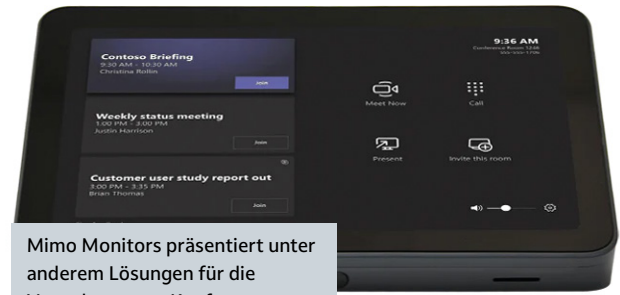 Contoso Briefing
9:30 AM - 10:30 AM
Christina Rollin
Join
Weekly status meeting
1:00 PM - 3:00 PM
Justin Harrison
Join
Customer user study report out
3:00 PM - 3:35 PM
Brian Thomas
Join
9:36 AM
Conference Room
Meet Now
Call
Present
Invite this room
Mimo Monitors präsentiert unter
anderem Lösungen für die